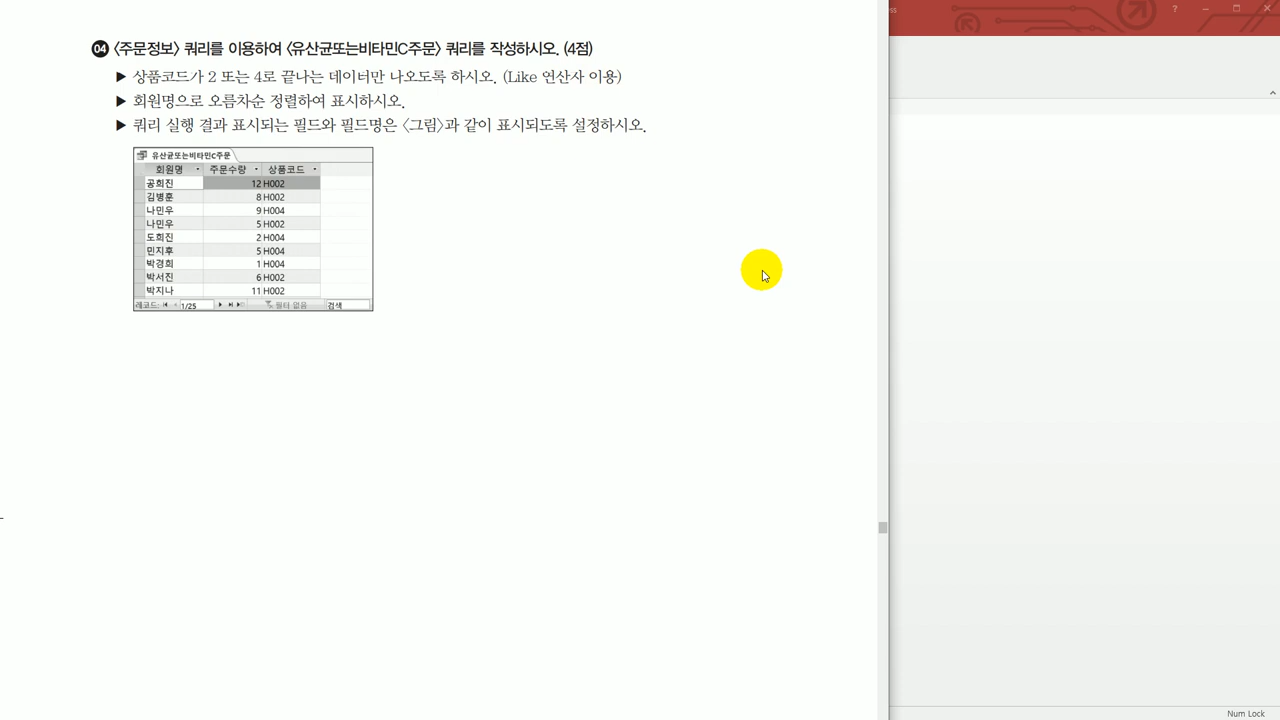 04 〈주문정보〉 쿼리를 이용하여 〈유산균또는비타민C주문〉 쿼리를 작성하시오. (4점)
▶ 상품코드가 2 또는 4로 끝나는 데이터만 나오도록 하시오. (Like 연산사 이용)
▶ 회원명으로 오름차순 정렬하여 표시하시오.
▶ 쿼리 실행 결과 표시되는 필드와 필드명은 〈그림〉과 같이 표시되도록 설정하시오.
유산균또는비타민C주문
회원명 주문수량 상품코드
공희진 12 H002
김병훈 8 H002
나민우 9 H004
나민우 5 H002
도희진 2 H004
민지후 5 H004
박경희 1 H004
박서진 6 H002
박지나 11 H002
레코드: 1/25 필터 없음 검색
ss
?
Num Lock